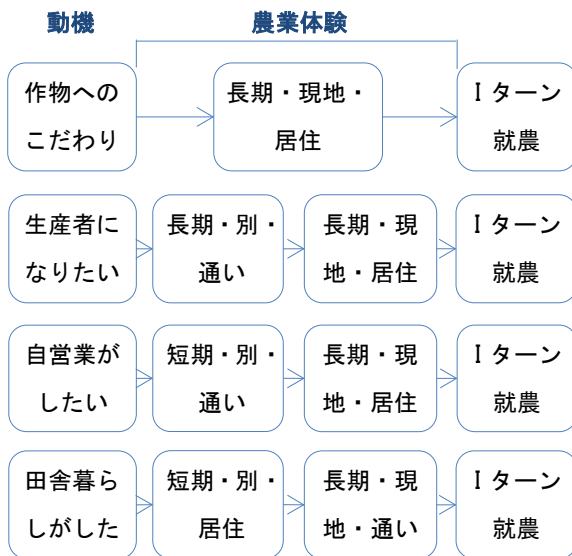 動機 農業体験
作物への
こだわり
長期・現地・
居住
Ｉターン
就農
生産者に
なりたい
長期・別・
通い
長期・現
地・居住
Ｉターン
就農
自営業が
したい
短期・別・
通い
長期・現
地・居住
Ｉターン
就農
田舎暮ら
しがした
短期・別・
居住
長期・現
地・通い
Ｉターン
就農